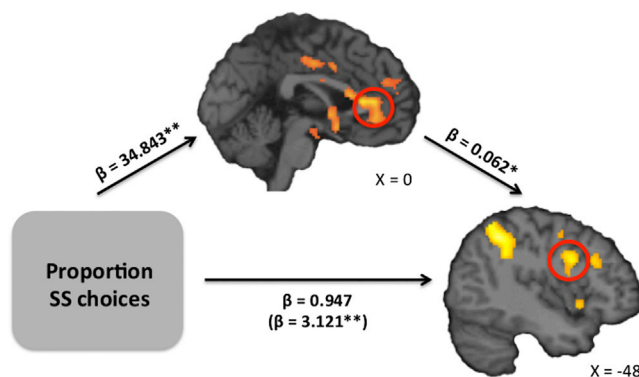 β = 34.843**
β = 0.062*
X = 0
Proportion
SS choices
β = 0.947
(β = 3.121**)
X = -48